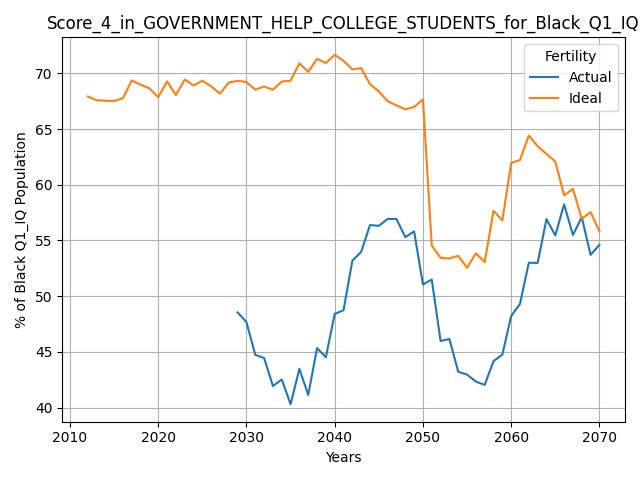 Score_4_in_GOVERNMENT_HELP_COLLEGE_STUDENTS_for_Black_Q1_IQ
Fertility
Actual
Ideal
% of Black Q1_IQ Population
70
65
60
55
50
45
40
2010
2020
2030
2040
2050
2060
2070
Years